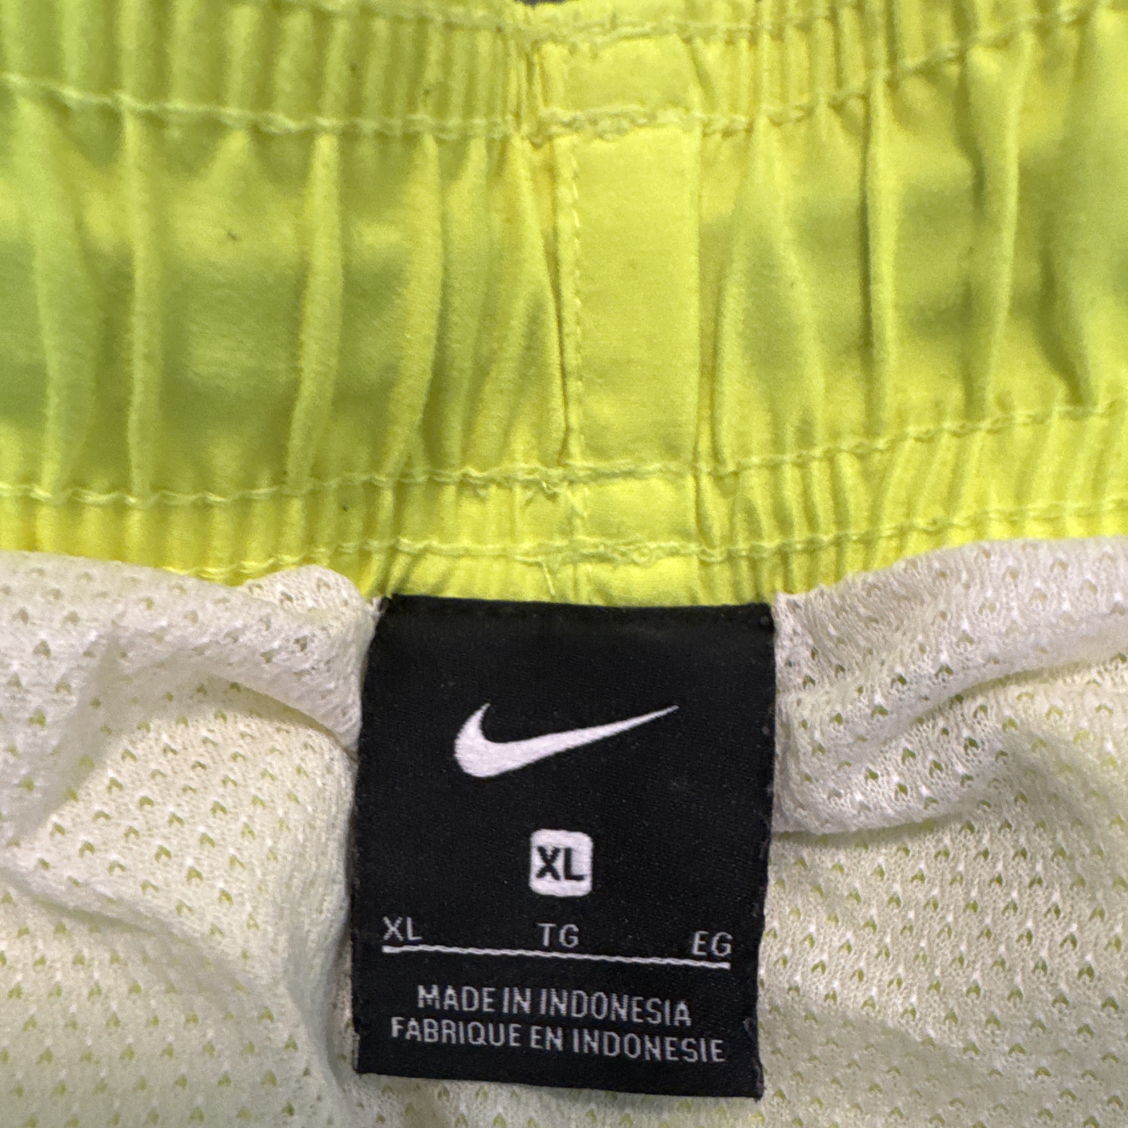 XL
XL TG EG
MADE IN INDONESIA
FABRIQUE EN INDONESIE